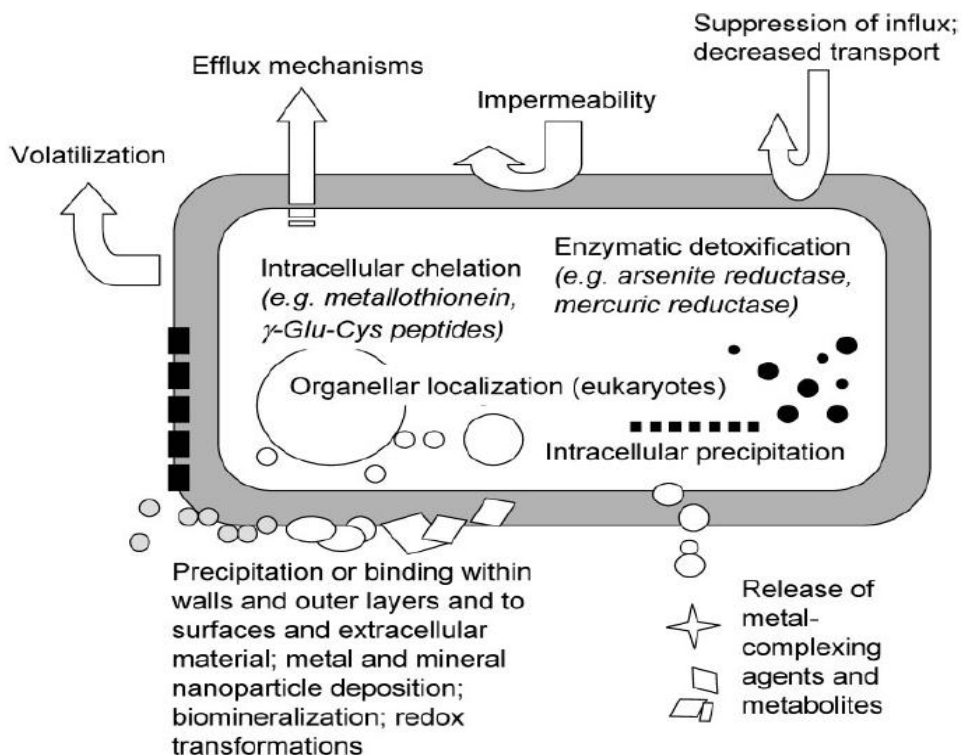 Suppression of influx;
decreased transport
Efflux mechanisms
Impermeability
Volatilization
Intracellular chelation
(e.g. metallothionein,
γ-Glu-Cys peptides)
Enzymatic detoxification
(e.g. arsenite reductase,
mercuric reductase)
Organellar localization (eukaryotes)
Intracellular precipitation
Precipitation or binding within
walls and outer layers and to
surfaces and extracellular
material; metal and mineral
nanoparticle deposition;
biomineralization; redox
transformations
Release of
metal-
complexing
agents and
metabolites